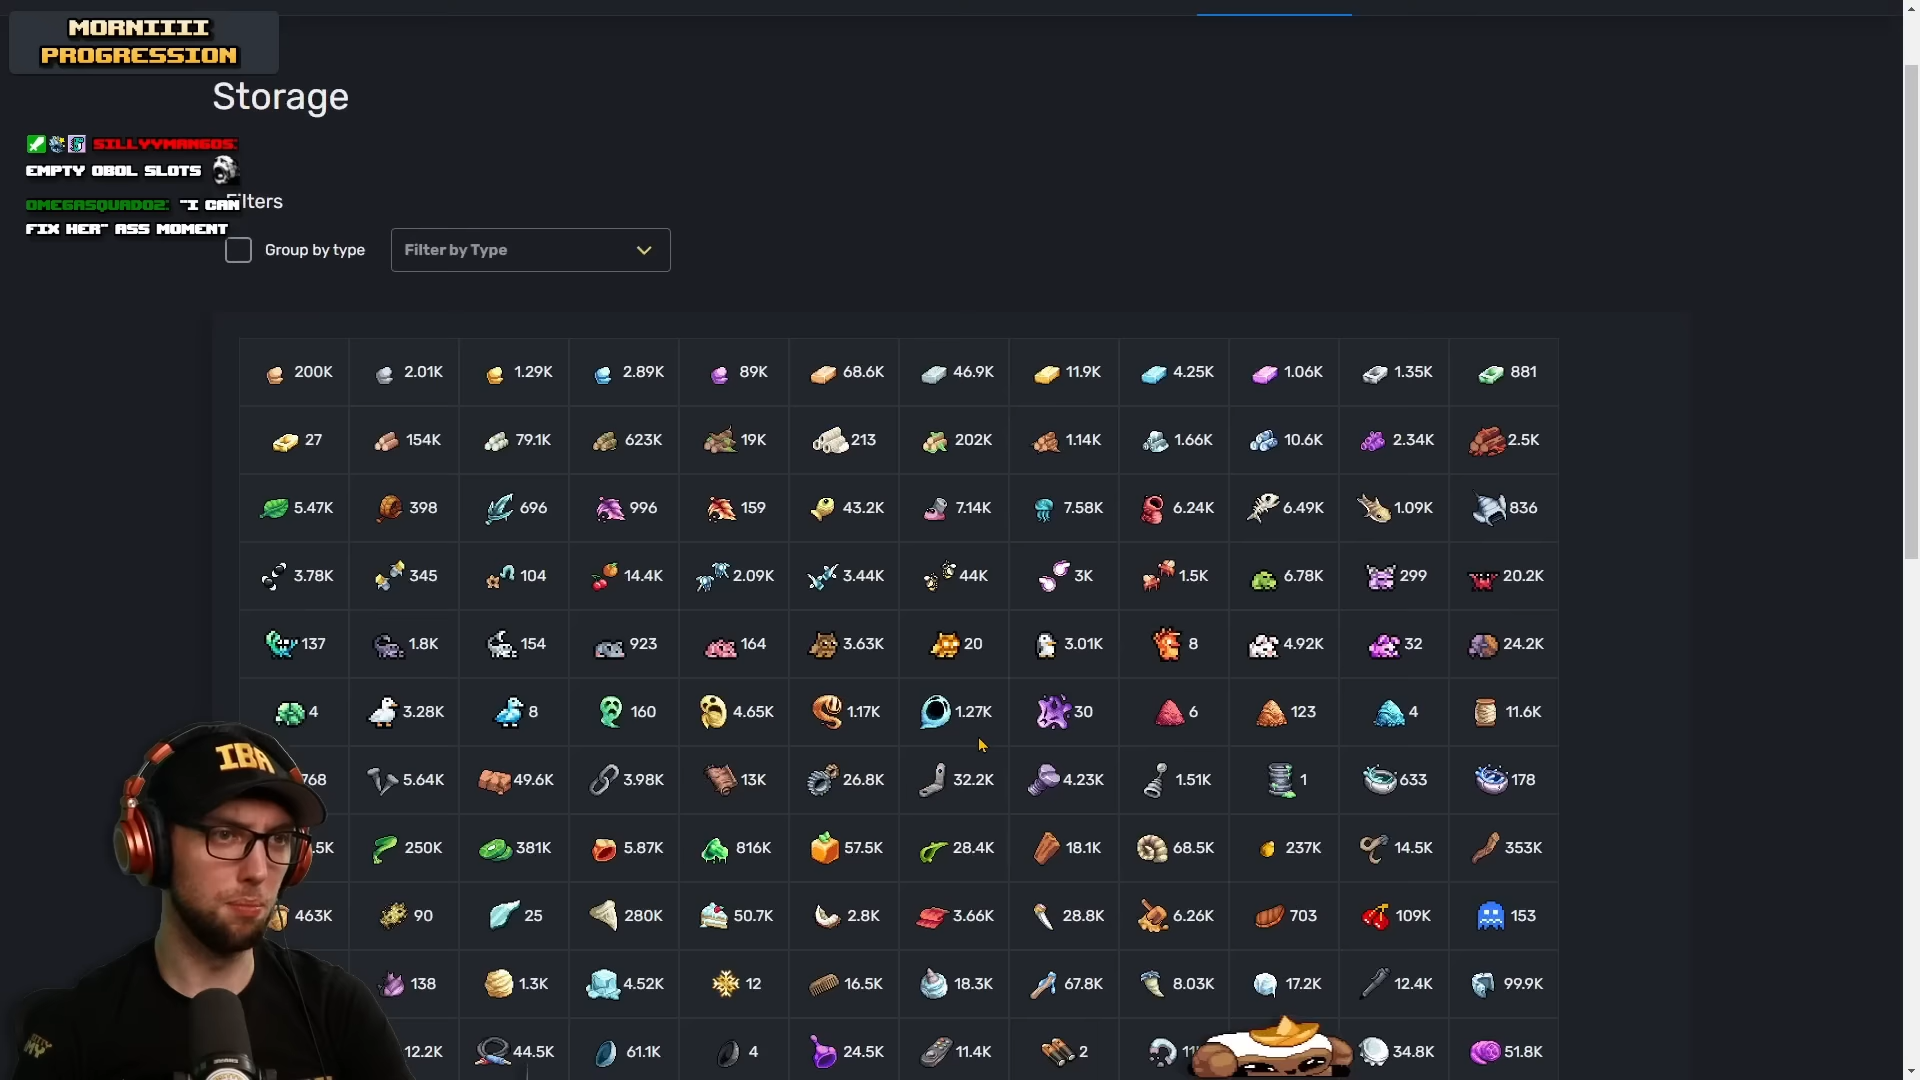 MORNIIII
PROGRESSION
Storage
SILLYYMANGOS:
EMPTY OBOL SLOTS
OMEGASQUAD02: "I CAN
FIX HER" ASS MOMENT
Filters
Group by type
Filter by Type
200K 2.01K 1.29K 2.89K 89K 68.6K 46.9K 11.9K 4.25K 1.06K 1.35K 881
27 154K 79.1K 623K 19K 213 202K 1.14K 1.66K 10.6K 2.34K 2.5K
5.47K 398 696 996 159 43.2K 7.14K 7.58K 6.24K 6.49K 1.09K 836
3.78K 345 104 14.4K 2.09K 3.44K 44K 3K 1.5K 6.78K 299 20.2K
137 1.8K 154 923 164 3.63K 20 3.01K 8 4.92K 32 24.2K
4 3.28K 8 160 4.65K 1.17K 1.27K 30 6 123 4 11.6K
768 5.64K 49.6K 3.98K 13K 26.8K 32.2K 4.23K 1.51K 1 633 178
.5K 250K 381K 5.87K 816K 57.5K 28.4K 18.1K 68.5K 237K 14.5K 353K
463K 90 25 280K 50.7K 2.8K 3.66K 28.8K 6.26K 703 109K 153
138 1.3K 4.52K 12 16.5K 18.3K 67.8K 8.03K 17.2K 12.4K 99.9K
12.2K 44.5K 61.1K 4 24.5K 11.4K 2 34.8K 51.8K
IBA